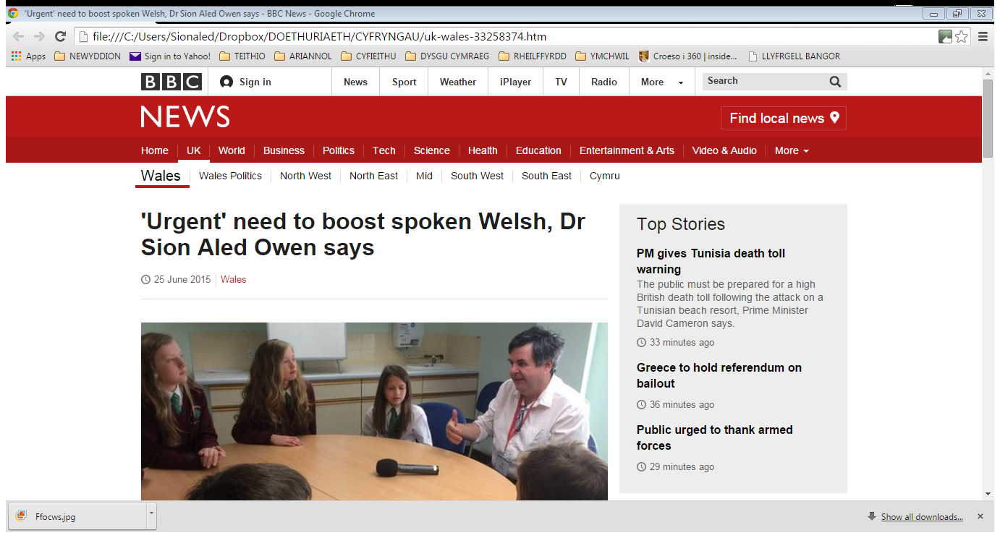 'Urgent' need to boost spoken Welsh, Dr Sion Aled Owen says - BBC News - Google Chrome
file:///C:/Users/Sionaled/Dropbox/DOETHURIAETH/CYFRYNGAU/uk-wales-33258374.htm
Apps NEWYDDION Sign in to Yahoo! TEITHIO ARIANNOL CYFIEITHU DYSGU CYMRAEG RHEILFFYRDD YMCHWIL Croeso i 360 | inside... LLYFRGELL BANGOR
BBC Sign in News Sport Weather iPlayer TV Radio More Search
NEWS Find local news
Home UK World Business Politics Tech Science Health Education Entertainment & Arts Video & Audio More
Wales Wales Politics North West North East Mid South West South East Cymru
'Urgent' need to boost spoken Welsh, Dr
Sion Aled Owen says
25 June 2015 Wales
Top Stories
PM gives Tunisia death toll
warning
The public must be prepared for a high
British death toll following the attack on a
Tunisian beach resort, Prime Minister
David Cameron says.
33 minutes ago
Greece to hold referendum on
bailout
36 minutes ago
Public urged to thank armed
forces
29 minutes ago
Ffocws.jpg Show all downloads...